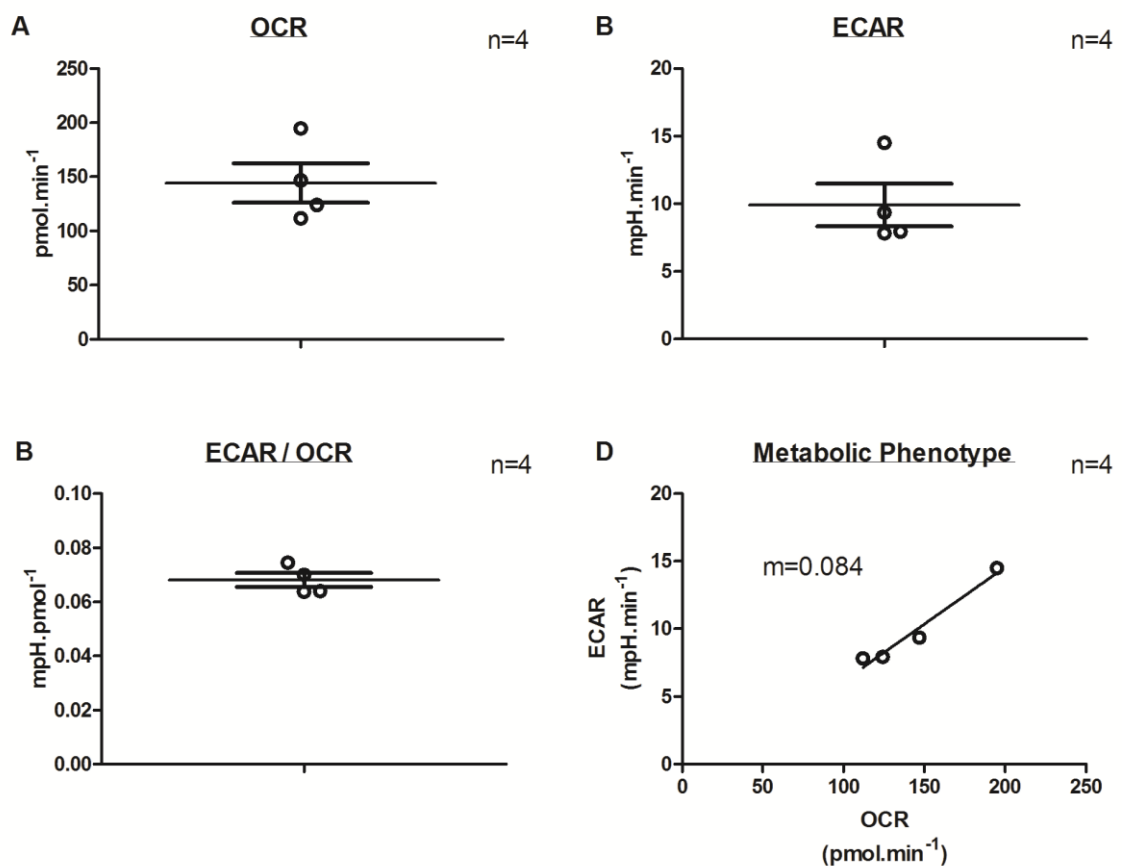 A
OCR
n=4
pmol.min⁻¹
250
200
150
100
50
0
B
ECAR
n=4
mpH.min⁻¹
20
15
10
5
0
B
ECAR / OCR
n=4
mpH.pmol⁻¹
0.10
0.08
0.06
0.04
0.02
0.00
D
Metabolic Phenotype
n=4
m=0.084
ECAR
(mpH.min⁻¹)
20
15
10
5
0
0 50 100 150 200 250
OCR
(pmol.min⁻¹)